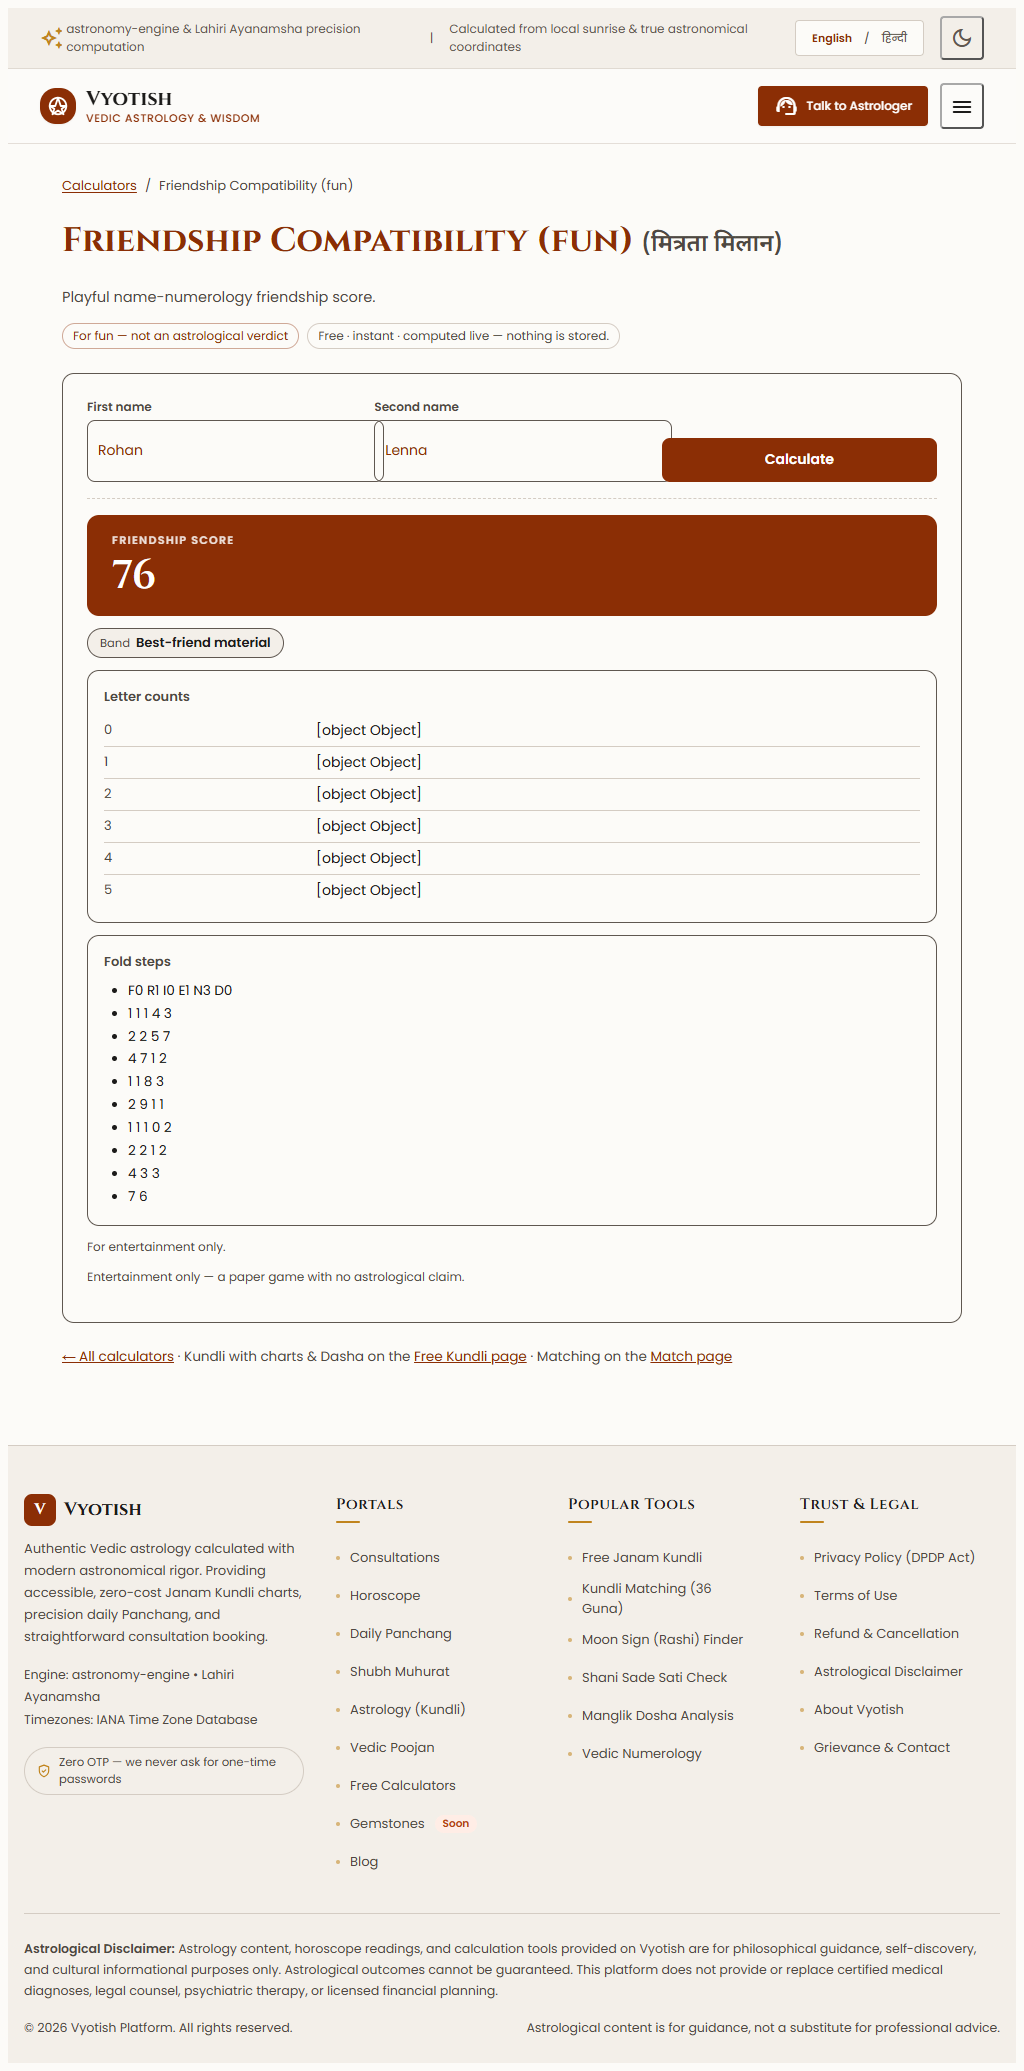 astronomy-engine & Lahiri Ayanamsha precision
computation
|
Calculated from local sunrise & true astronomical
coordinates
English / हिन्दी
Vyotish
VEDIC ASTROLOGY & WISDOM
Talk to Astrologer
Calculators / Friendship Compatibility (fun)
Friendship Compatibility (fun) (मित्रता मिलान)
Playful name-numerology friendship score.
For fun — not an astrological verdict
Free · instant · computed live — nothing is stored.
First name
Second name
Rohan
Lenna
Calculate
FRIENDSHIP SCORE
76
Band Best-friend material
Letter counts
0 [object Object]
1 [object Object]
2 [object Object]
3 [object Object]
4 [object Object]
5 [object Object]
Fold steps
F0 R1 I0 E1 N3 D0
1 1 1 4 3
2 2 5 7
4 7 1 2
1 1 8 3
2 9 1 1
1 1 1 0 2
2 2 1 2
4 3 3
7 6
For entertainment only.
Entertainment only — a paper game with no astrological claim.
← All calculators · Kundli with charts & Dasha on the Free Kundli page · Matching on the Match page
V Vyotish
Authentic Vedic astrology calculated with
modern astronomical rigor. Providing
accessible, zero-cost Janam Kundli charts,
precision daily Panchang, and
straightforward consultation booking.
Engine: astronomy-engine • Lahiri
Ayanamsha
Timezones: IANA Time Zone Database
Zero OTP — we never ask for one-time
passwords
Portals
Consultations
Horoscope
Daily Panchang
Shubh Muhurat
Astrology (Kundli)
Vedic Poojan
Free Calculators
Gemstones Soon
Blog
Popular Tools
Free Janam Kundli
Kundli Matching (36
Guna)
Moon Sign (Rashi) Finder
Shani Sade Sati Check
Manglik Dosha Analysis
Vedic Numerology
Trust & Legal
Privacy Policy (DPDP Act)
Terms of Use
Refund & Cancellation
Astrological Disclaimer
About Vyotish
Grievance & Contact
Astrological Disclaimer: Astrology content, horoscope readings, and calculation tools provided on Vyotish are for philosophical guidance, self-discovery,
and cultural informational purposes only. Astrological outcomes cannot be guaranteed. This platform does not provide or replace certified medical
diagnoses, legal counsel, psychiatric therapy, or licensed financial planning.
© 2026 Vyotish Platform. All rights reserved.
Astrological content is for guidance, not a substitute for professional advice.